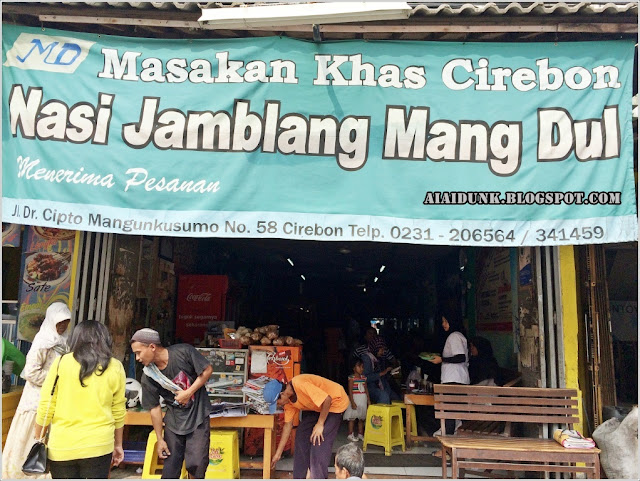 MD
Masakan Khas Cirebon
Nasi Jamblang Mang Dul
Menerima Pesanan
AIAIDUNK.BLOGSPOT.COM
Jl. Dr. Cipto Mangunkusumo No. 58 Cirebon Telp. 0231 - 206564 / 341459
Sate
Coca-Cola